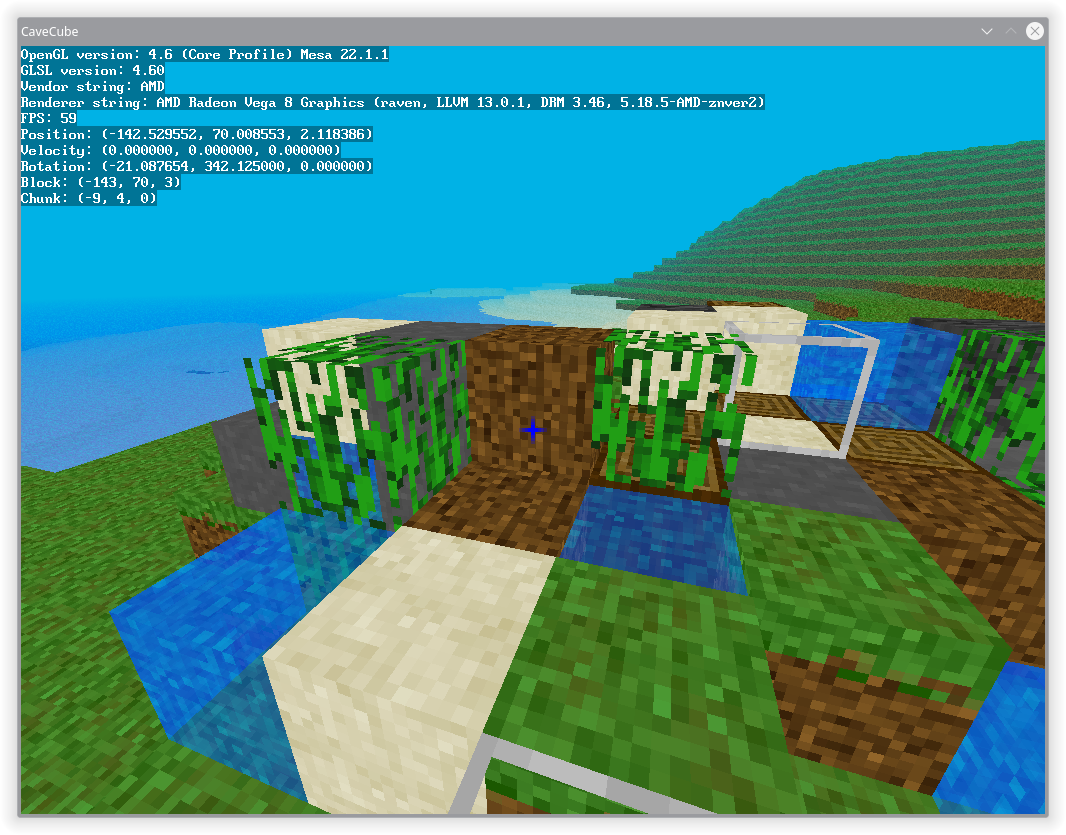 CaveCube
OpenGL version: 4.6 (Core Profile) Mesa 22.1.1
GLSL version: 4.60
Vendor string: AMD
Renderer string: AMD Radeon Vega 8 Graphics (raven, LLVM 13.0.1, DRM 3.46, 5.18.5-AMD-znver2)
FPS: 59
Position: (-142.529552, 70.008553, 2.118386)
Velocity: (0.000000, 0.000000, 0.000000)
Rotation: (-21.087654, 342.125000, 0.000000)
Block: (-143, 70, 3)
Chunk: (-9, 4, 0)